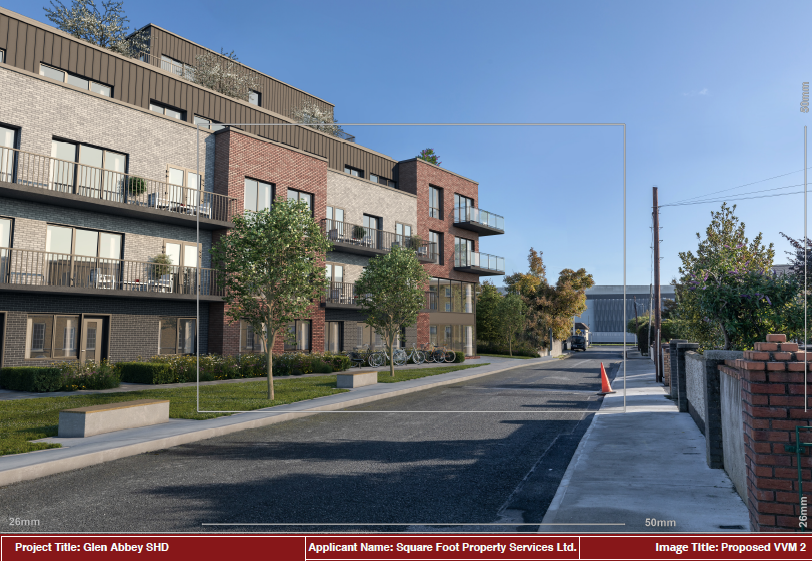 80mm
26mm
50mm
26mm
Project Title: Glen Abbey SHD
Applicant Name: Square Foot Property Services Ltd.
Image Title: Proposed VVM 2